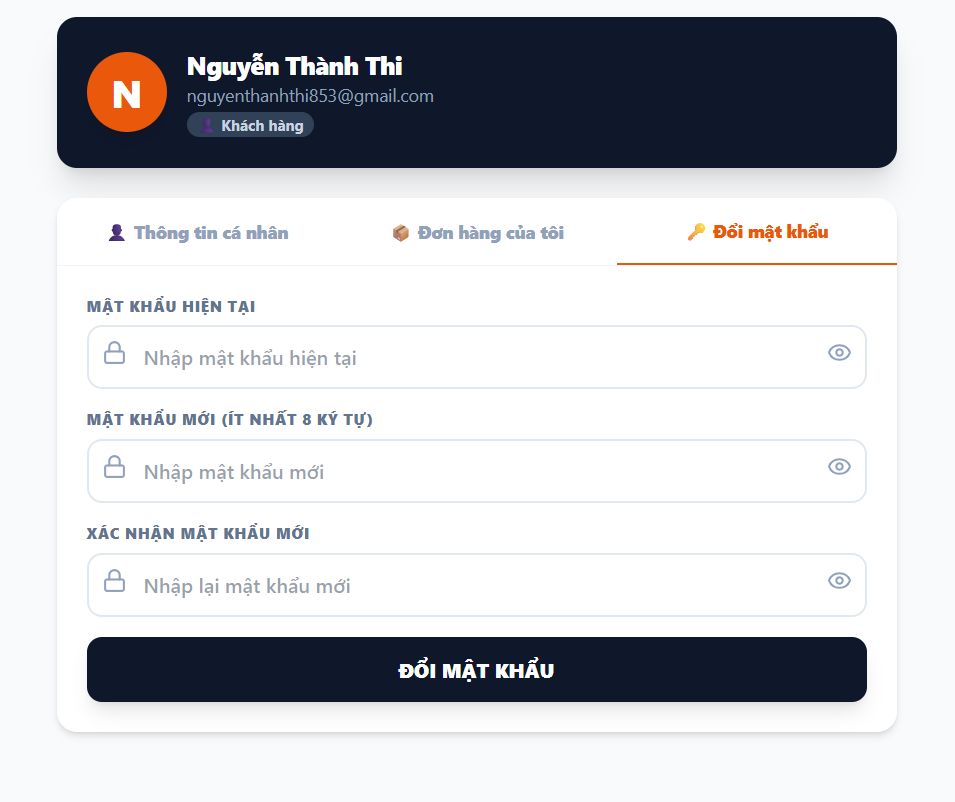 N
Nguyễn Thành Thi
nguyenthanhthi853@gmail.com
👤 Khách hàng
👤 Thông tin cá nhân
📦 Đơn hàng của tôi
🔑 Đổi mật khẩu
MẬT KHẨU HIỆN TẠI
Nhập mật khẩu hiện tại
MẬT KHẨU MỚI (ÍT NHẤT 8 KÝ TỰ)
Nhập mật khẩu mới
XÁC NHẬN MẬT KHẨU MỚI
Nhập lại mật khẩu mới
ĐỔI MẬT KHẨU